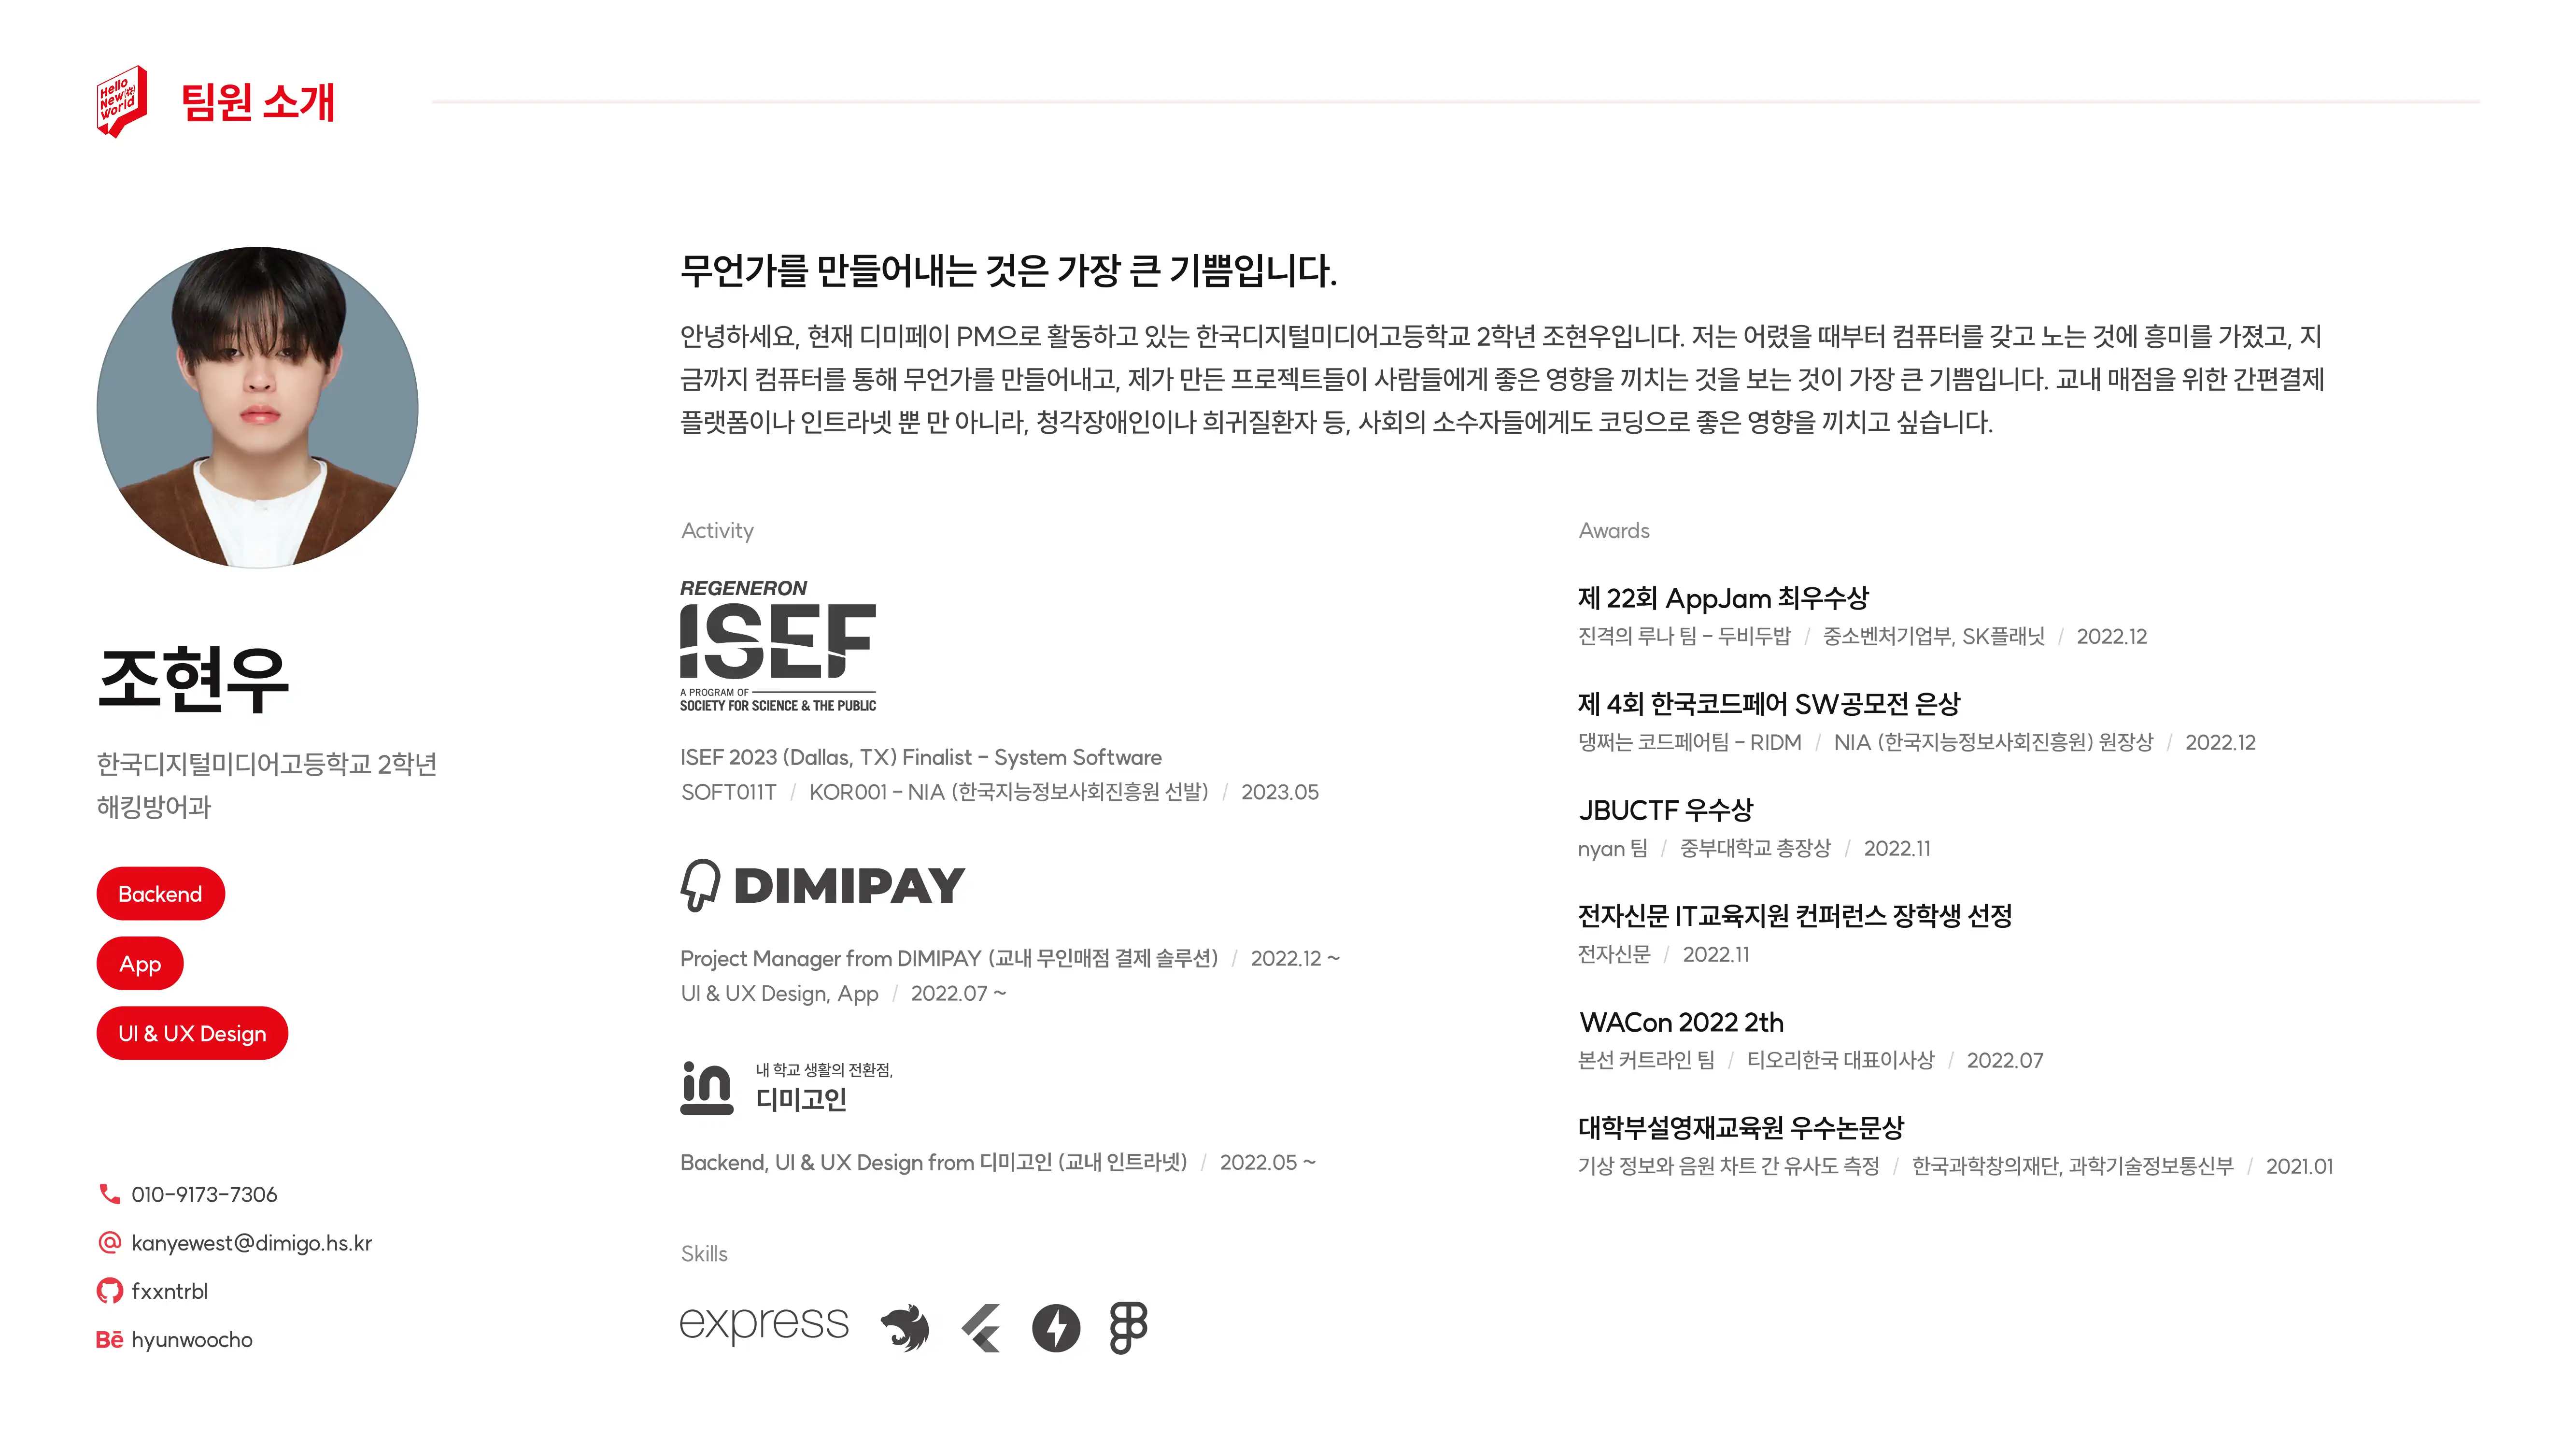 Hello
New
World
팀원 소개
조현우
한국디지털미디어고등학교 2학년
해킹방어과
Backend
App
UI & UX Design
010-9173-7306
kanyewest@dimigo.hs.kr
fxxntrbl
Bē hyunwoocho
무언가를 만들어내는 것은 가장 큰 기쁨입니다.
안녕하세요, 현재 디미페이 PM으로 활동하고 있는 한국디지털미디어고등학교 2학년 조현우입니다. 저는 어렸을 때부터 컴퓨터를 갖고 노는 것에 흥미를 가졌고, 지
금까지 컴퓨터를 통해 무언가를 만들어내고, 제가 만든 프로젝트들이 사람들에게 좋은 영향을 끼치는 것을 보는 것이 가장 큰 기쁨입니다. 교내 매점을 위한 간편결제
플랫폼이나 인트라넷 뿐 만 아니라, 청각장애인이나 희귀질환자 등, 사회의 소수자들에게도 코딩으로 좋은 영향을 끼치고 싶습니다.
Activity
REGENERON
ISEF
A PROGRAM OF
SOCIETY FOR SCIENCE & THE PUBLIC
ISEF 2023 (Dallas, TX) Finalist - System Software
SOFT011T / KOR001 - NIA (한국지능정보사회진흥원 선발) / 2023.05
DIMIPAY
Project Manager from DIMIPAY (교내 무인매점 결제 솔루션) / 2022.12 ~
UI & UX Design, App / 2022.07 ~
in
내 학교 생활의 전환점,
디미고인
Backend, UI & UX Design from 디미고인 (교내 인트라넷) / 2022.05 ~
Skills
express
Awards
제 22회 AppJam 최우수상
진격의 루나 팀 - 두비두밥 / 중소벤처기업부, SK플래닛 / 2022.12
제 4회 한국코드페어 SW공모전 은상
댕쩌는 코드페어팀 - RIDM / NIA (한국지능정보사회진흥원) 원장상 / 2022.12
JBUCTF 우수상
nyan 팀 / 중부대학교 총장상 / 2022.11
전자신문 IT교육지원 컨퍼런스 장학생 선정
전자신문 / 2022.11
WACon 2022 2th
본선 커트라인 팀 / 티오리한국 대표이사상 / 2022.07
대학부설영재교육원 우수논문상
기상 정보와 음원 차트 간 유사도 측정 / 한국과학창의재단, 과학기술정보통신부 / 2021.01